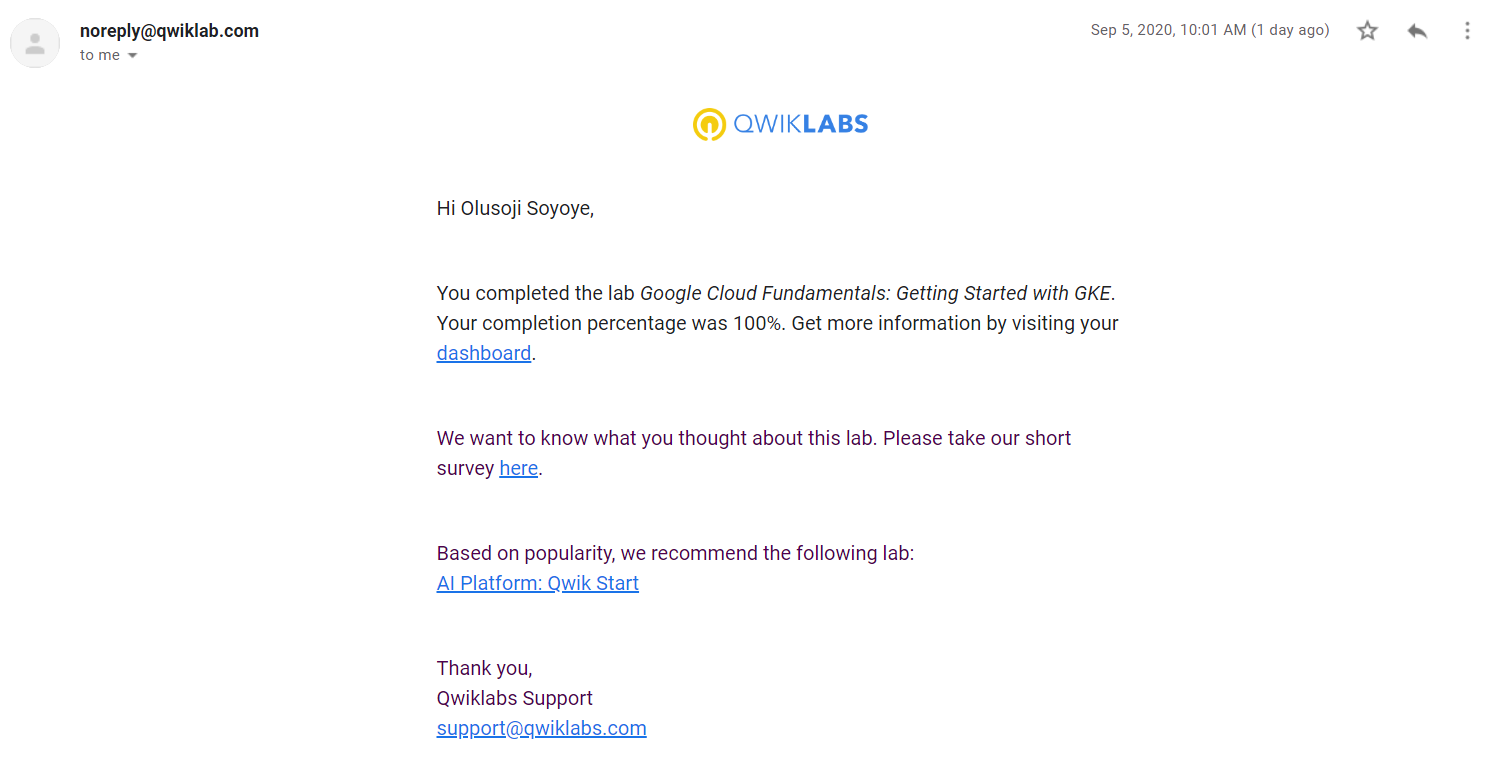 noreply@qwiklab.com
Sep 5, 2020, 10:01 AM (1 day ago)
to me
QWIKLABS
Hi Olusoji Soyoye,
You completed the lab Google Cloud Fundamentals: Getting Started with GKE.
Your completion percentage was 100%. Get more information by visiting your
dashboard.
We want to know what you thought about this lab. Please take our short
survey here.
Based on popularity, we recommend the following lab:
AI Platform: Qwik Start
Thank you,
Qwiklabs Support
support@qwiklabs.com